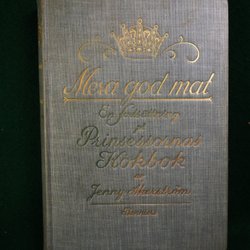 Mera god mat
En fortsättning
på
Prinsessornas
Kokbok
av
Jenny Åkerström